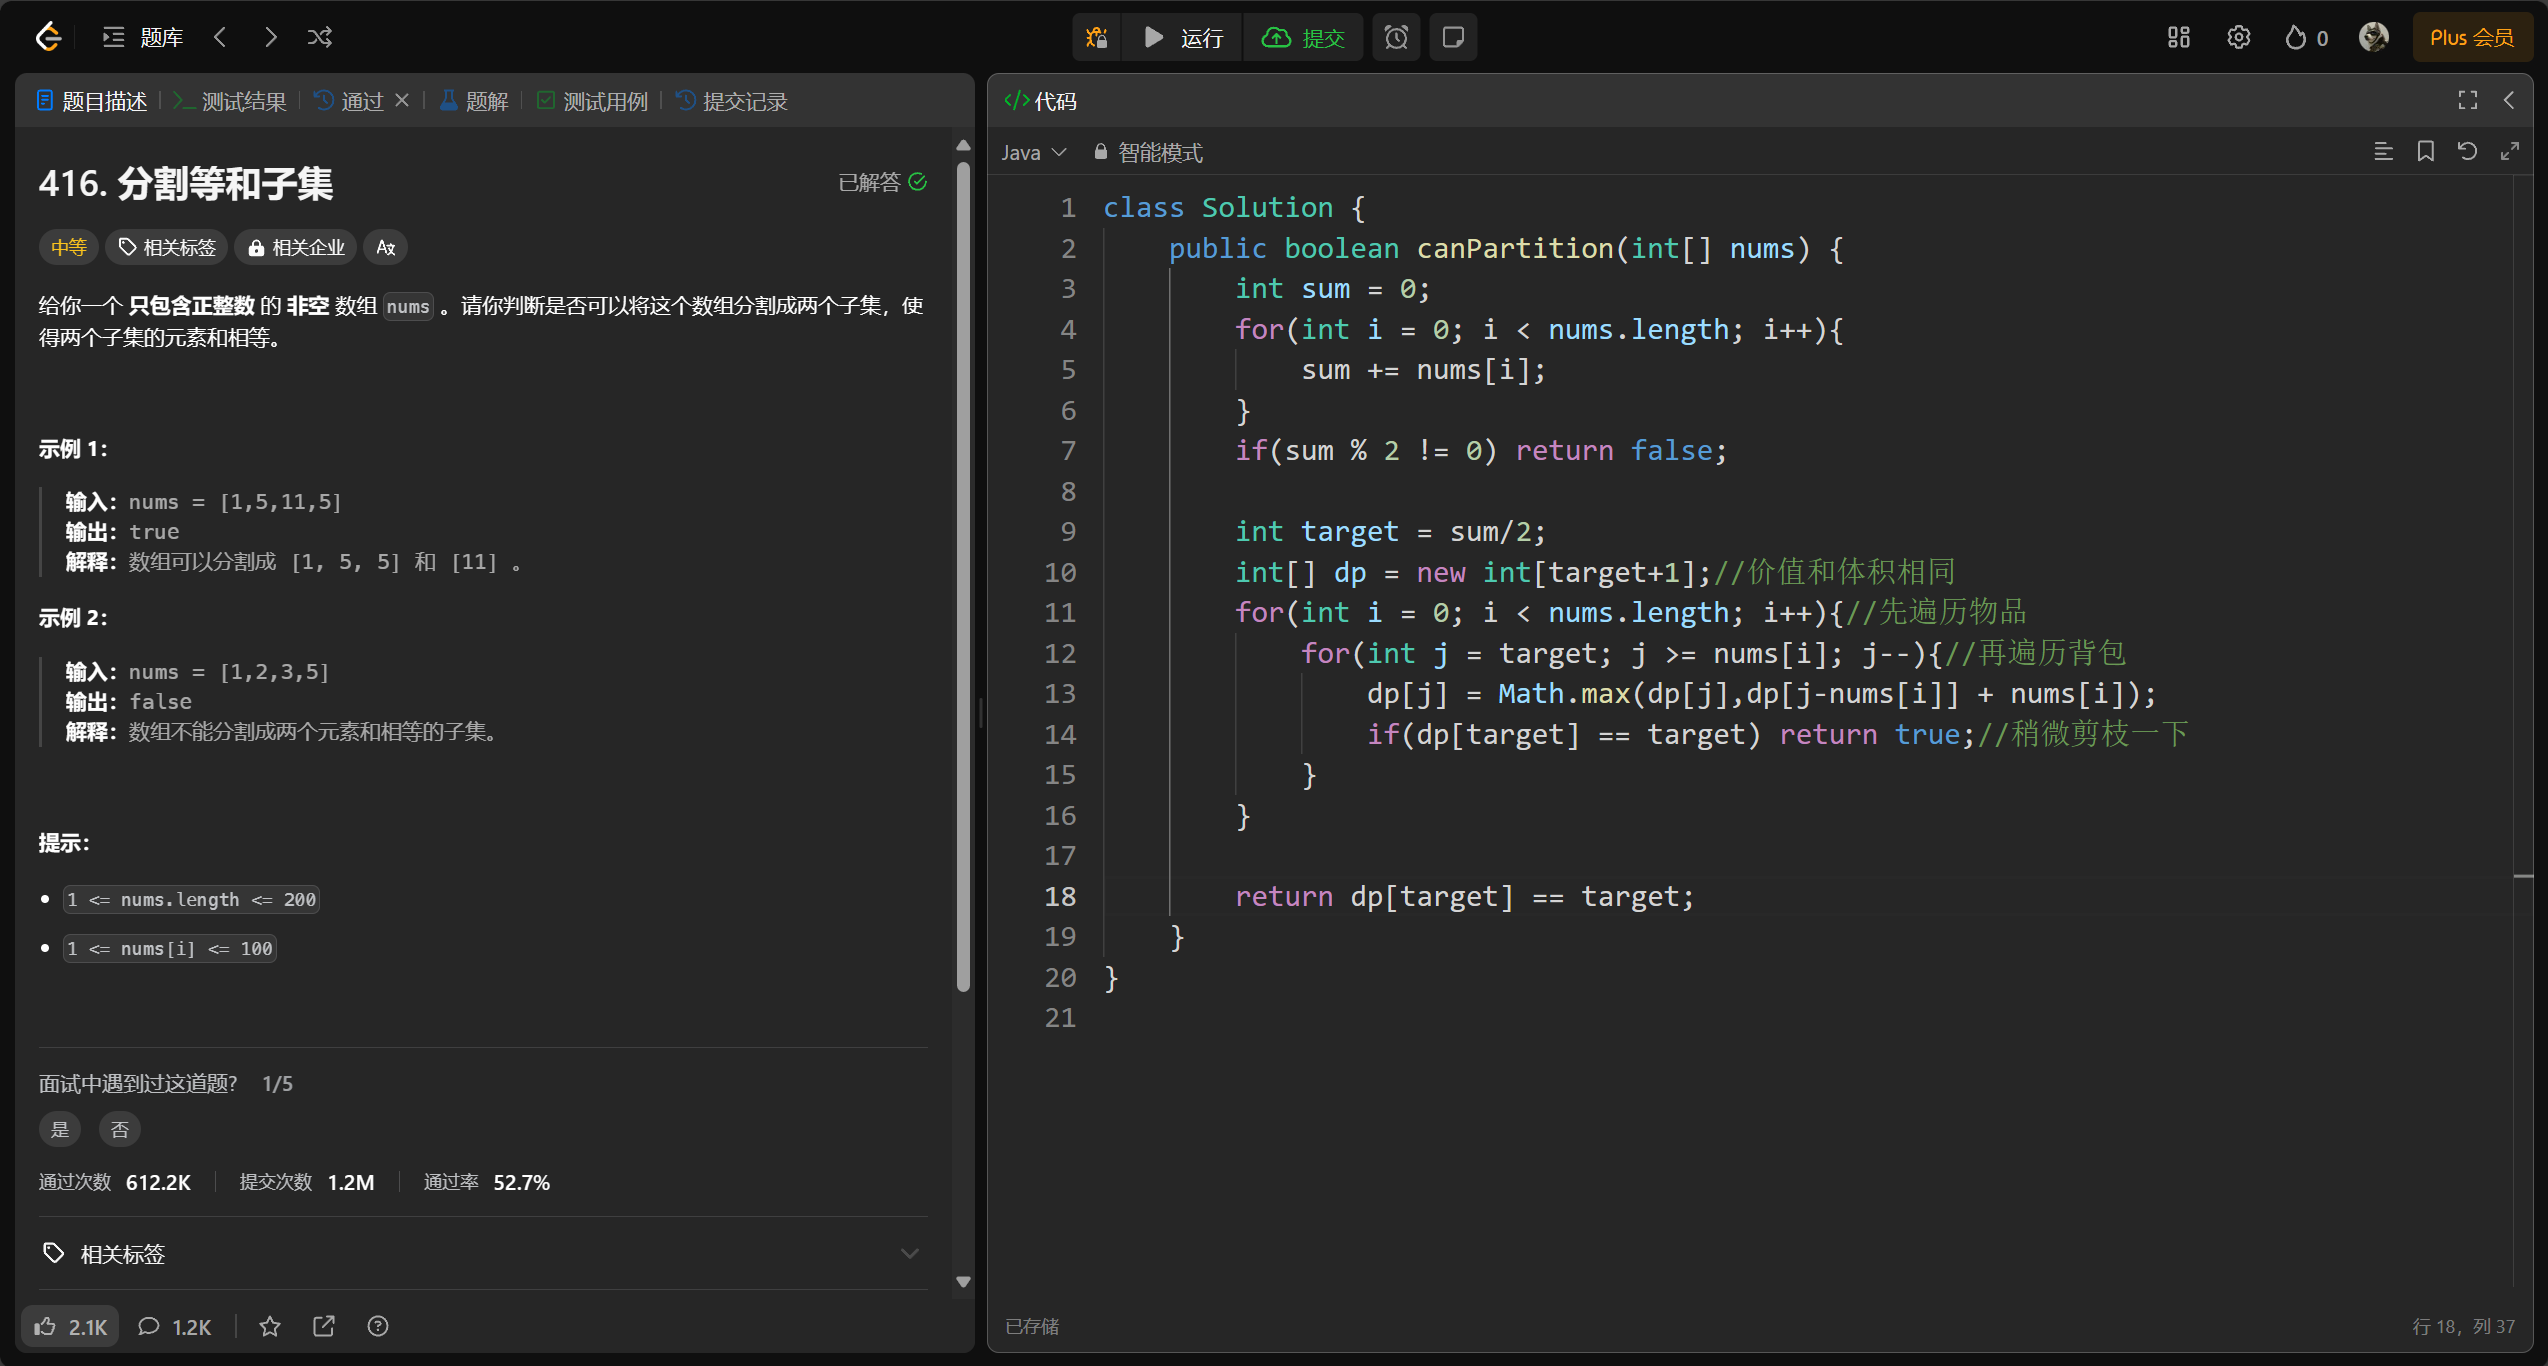 题库
运行
提交
0
Plus 会员
题目描述
测试结果
通过
题解
测试用例
提交记录
416. 分割等和子集
已解答
中等
相关标签
相关企业
给你一个 只包含正整数 的 非空 数组 nums 。请你判断是否可以将这个数组分割成两个子集，使
得两个子集的元素和相等。
示例 1：
输入：nums = [1,5,11,5]
输出：true
解释：数组可以分割成 [1, 5, 5] 和 [11] 。
示例 2：
输入：nums = [1,2,3,5]
输出：false
解释：数组不能分割成两个元素和相等的子集。
提示：
1 <= nums.length <= 200
1 <= nums[i] <= 100
面试中遇到过这道题? 1/5
是 否
通过次数 612.2K 提交次数 1.2M 通过率 52.7%
相关标签
2.1K 1.2K
</> 代码
Java 智能模式
1 class Solution {
2     public boolean canPartition(int[] nums) {
3         int sum = 0;
4         for(int i = 0; i < nums.length; i++){
5             sum += nums[i];
6         }
7         if(sum % 2 != 0) return false;
8
9         int target = sum/2;
10         int[] dp = new int[target+1];//价值和体积相同
11         for(int i = 0; i < nums.length; i++){//先遍历物品
12             for(int j = target; j >= nums[i]; j--){//再遍历背包
13                 dp[j] = Math.max(dp[j],dp[j-nums[i]] + nums[i]);
14                 if(dp[target] == target) return true;//稍微剪枝一下
15             }
16         }
17
18         return dp[target] == target;
19     }
20 }
21
已存储
行 18, 列 37